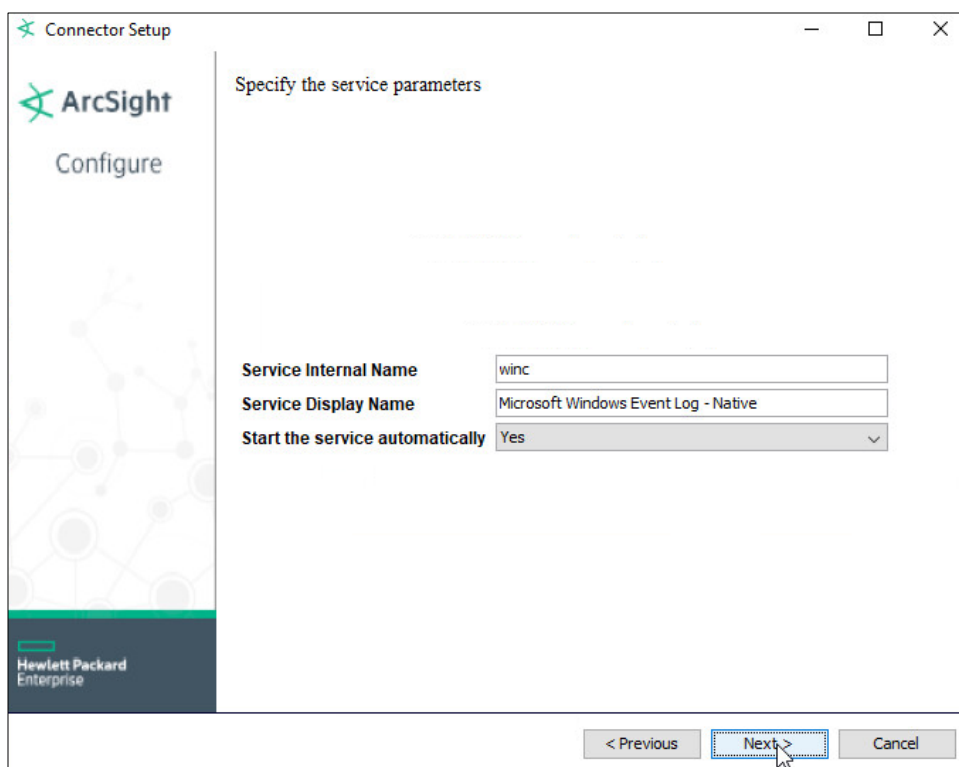 Connector Setup
ArcSight
Configure
Specify the service parameters
Service Internal Name winc
Service Display Name Microsoft Windows Event Log - Native
Start the service automatically Yes
Hewlett Packard
Enterprise
< Previous Next > Cancel